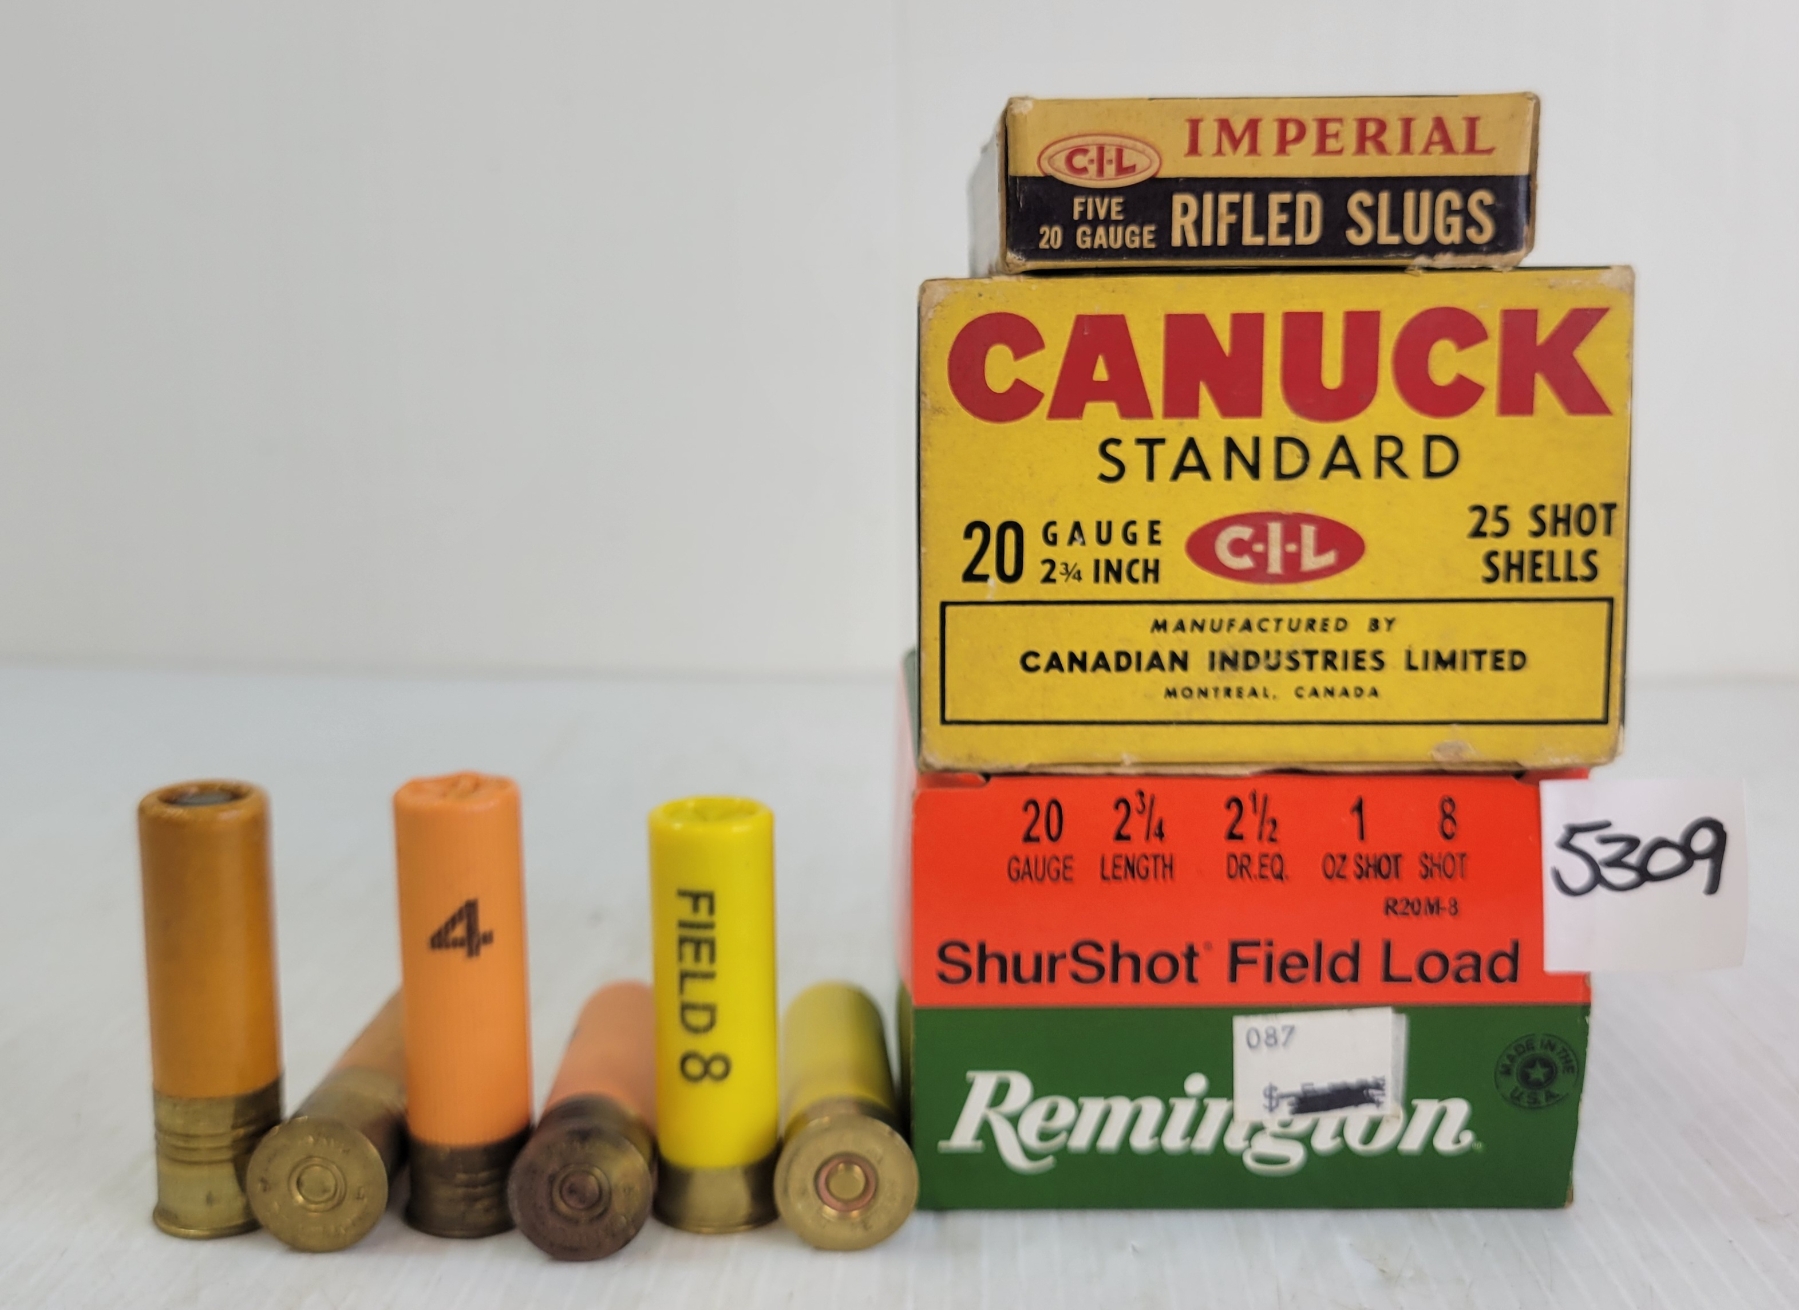 C-I-L
IMPERIAL
FIVE
20 GAUGE
RIFLED SLUGS
CANUCK
STANDARD
20 GAUGE
2¾ INCH
C-I-L
25 SHOT
SHELLS
MANUFACTURED BY
CANADIAN INDUSTRIES LIMITED
MONTREAL, CANADA
20 2¾ 2½ 1 8
GAUGE LENGTH DR.EQ. OZ SHOT SHOT
R20M-8
ShurShot Field Load
5309
087
$
Remington
MADE IN THE
U.S.A.
4
FIELD 8